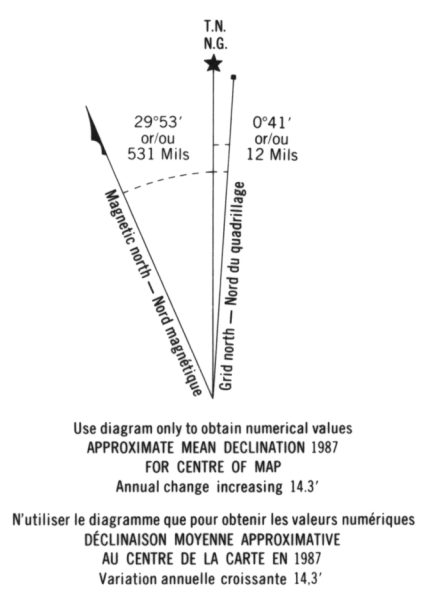 T.N.
N.G.
29°53′
or/ou
531 Mils
0°41′
or/ou
12 Mils
Magnetic north — Nord magnétique
Grid north — Nord du quadrillage
Use diagram only to obtain numerical values
APPROXIMATE MEAN DECLINATION 1987
FOR CENTRE OF MAP
Annual change increasing 14.3′
N'utiliser le diagramme que pour obtenir les valeurs numériques
DÉCLINAISON MOYENNE APPROXIMATIVE
AU CENTRE DE LA CARTE EN 1987
Variation annuelle croissante 14,3′